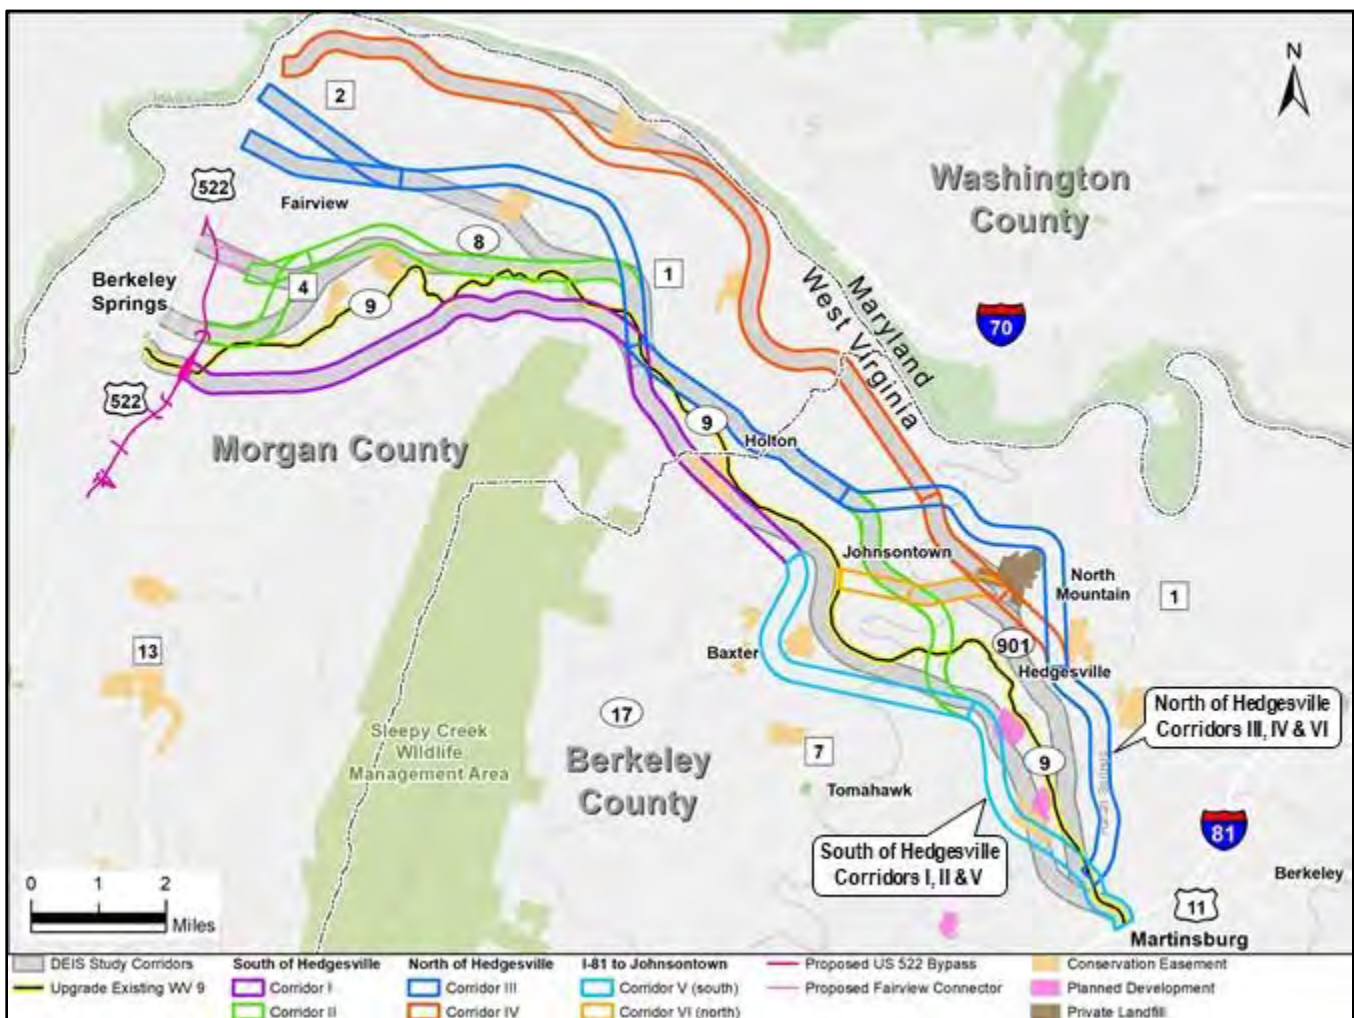 N
2
Washington
County
522
Fairview
8
1
4
Berkeley
Springs
9
Maryland
West Virginia
70
522
9
Morgan County
Holton
Johnsontown
North
Mountain
1
13
Baxter
901
Hedgesville
North of Hedgesville
Corridors III, IV & VI
17
Sleepy Creek
Wildlife
Management Area
Berkeley
County
7
9
Tomahawk
81
South of Hedgesville
Corridors I, II & V
Berkeley
11
Martinsburg
0 1 2
Miles
DEIS Study Corridors
Upgrade Existing WV 9
South of Hedgesville
Corridor I
Corridor II
North of Hedgesville
Corridor III
Corridor IV
I-81 to Johnsontown
Corridor V (south)
Corridor VI (north)
Proposed US 522 Bypass
Proposed Fairview Connector
Conservation Easement
Planned Development
Private Landfill